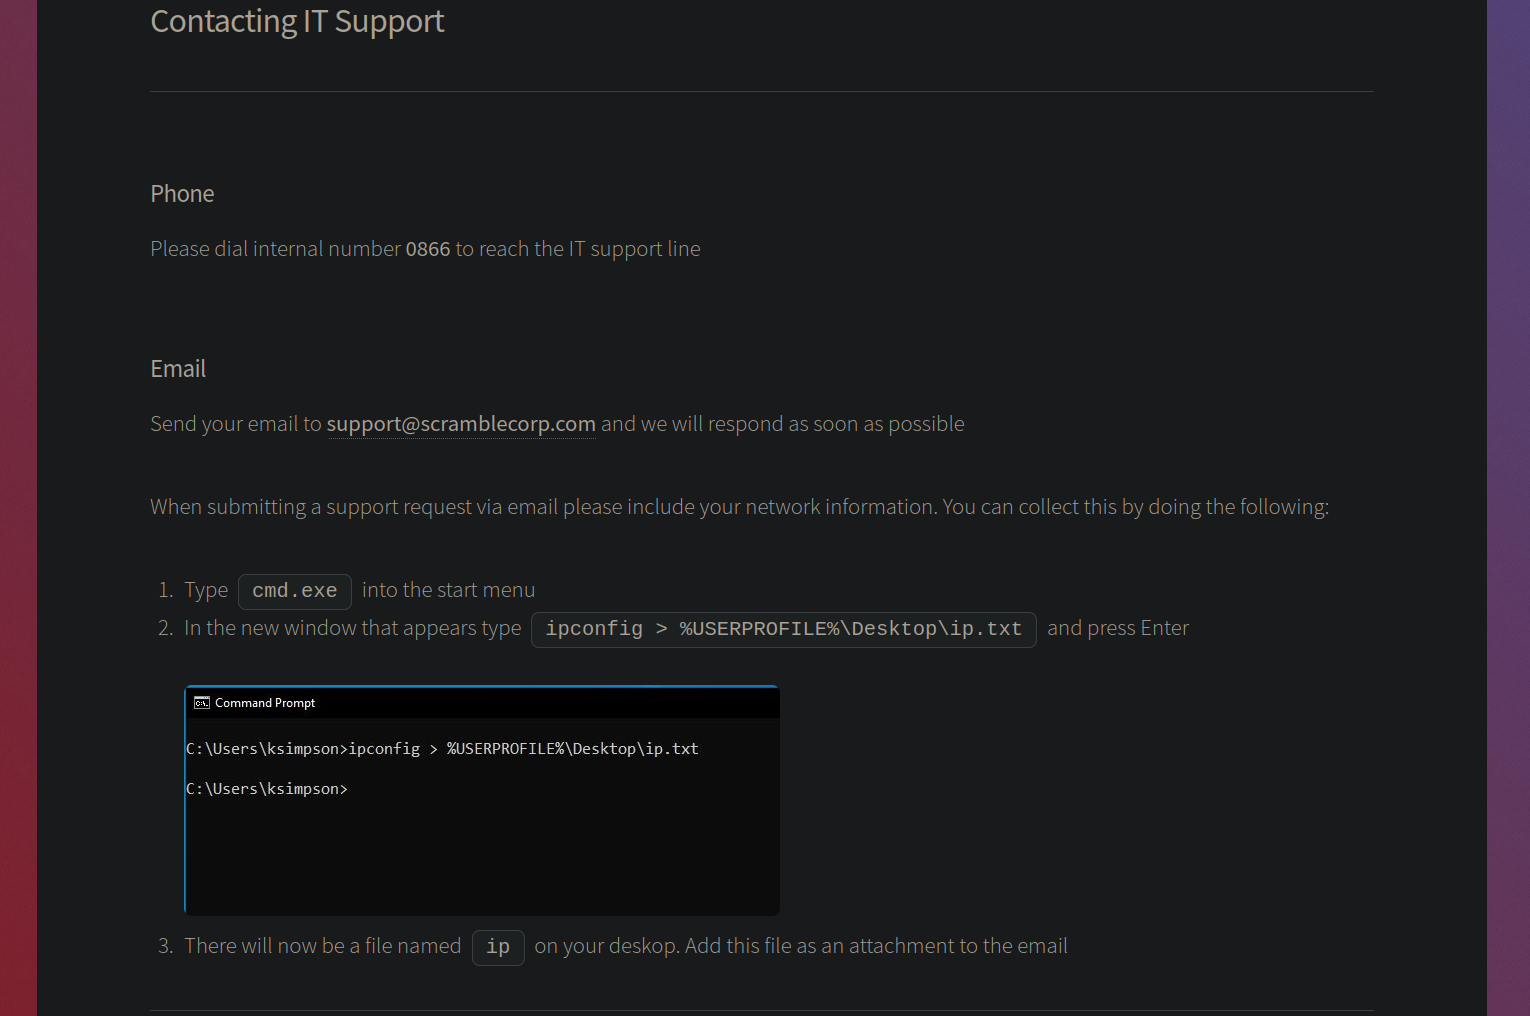 Contacting IT Support
Phone
Please dial internal number 0866 to reach the IT support line
Email
Send your email to support@scramblecorp.com and we will respond as soon as possible
When submitting a support request via email please include your network information. You can collect this by doing the following:
1. Type cmd.exe into the start menu
2. In the new window that appears type ipconfig > %USERPROFILE%\Desktop\ip.txt and press Enter
C:\. Command Prompt
C:\Users\ksimpson>ipconfig > %USERPROFILE%\Desktop\ip.txt
C:\Users\ksimpson>
3. There will now be a file named ip on your deskop. Add this file as an attachment to the email